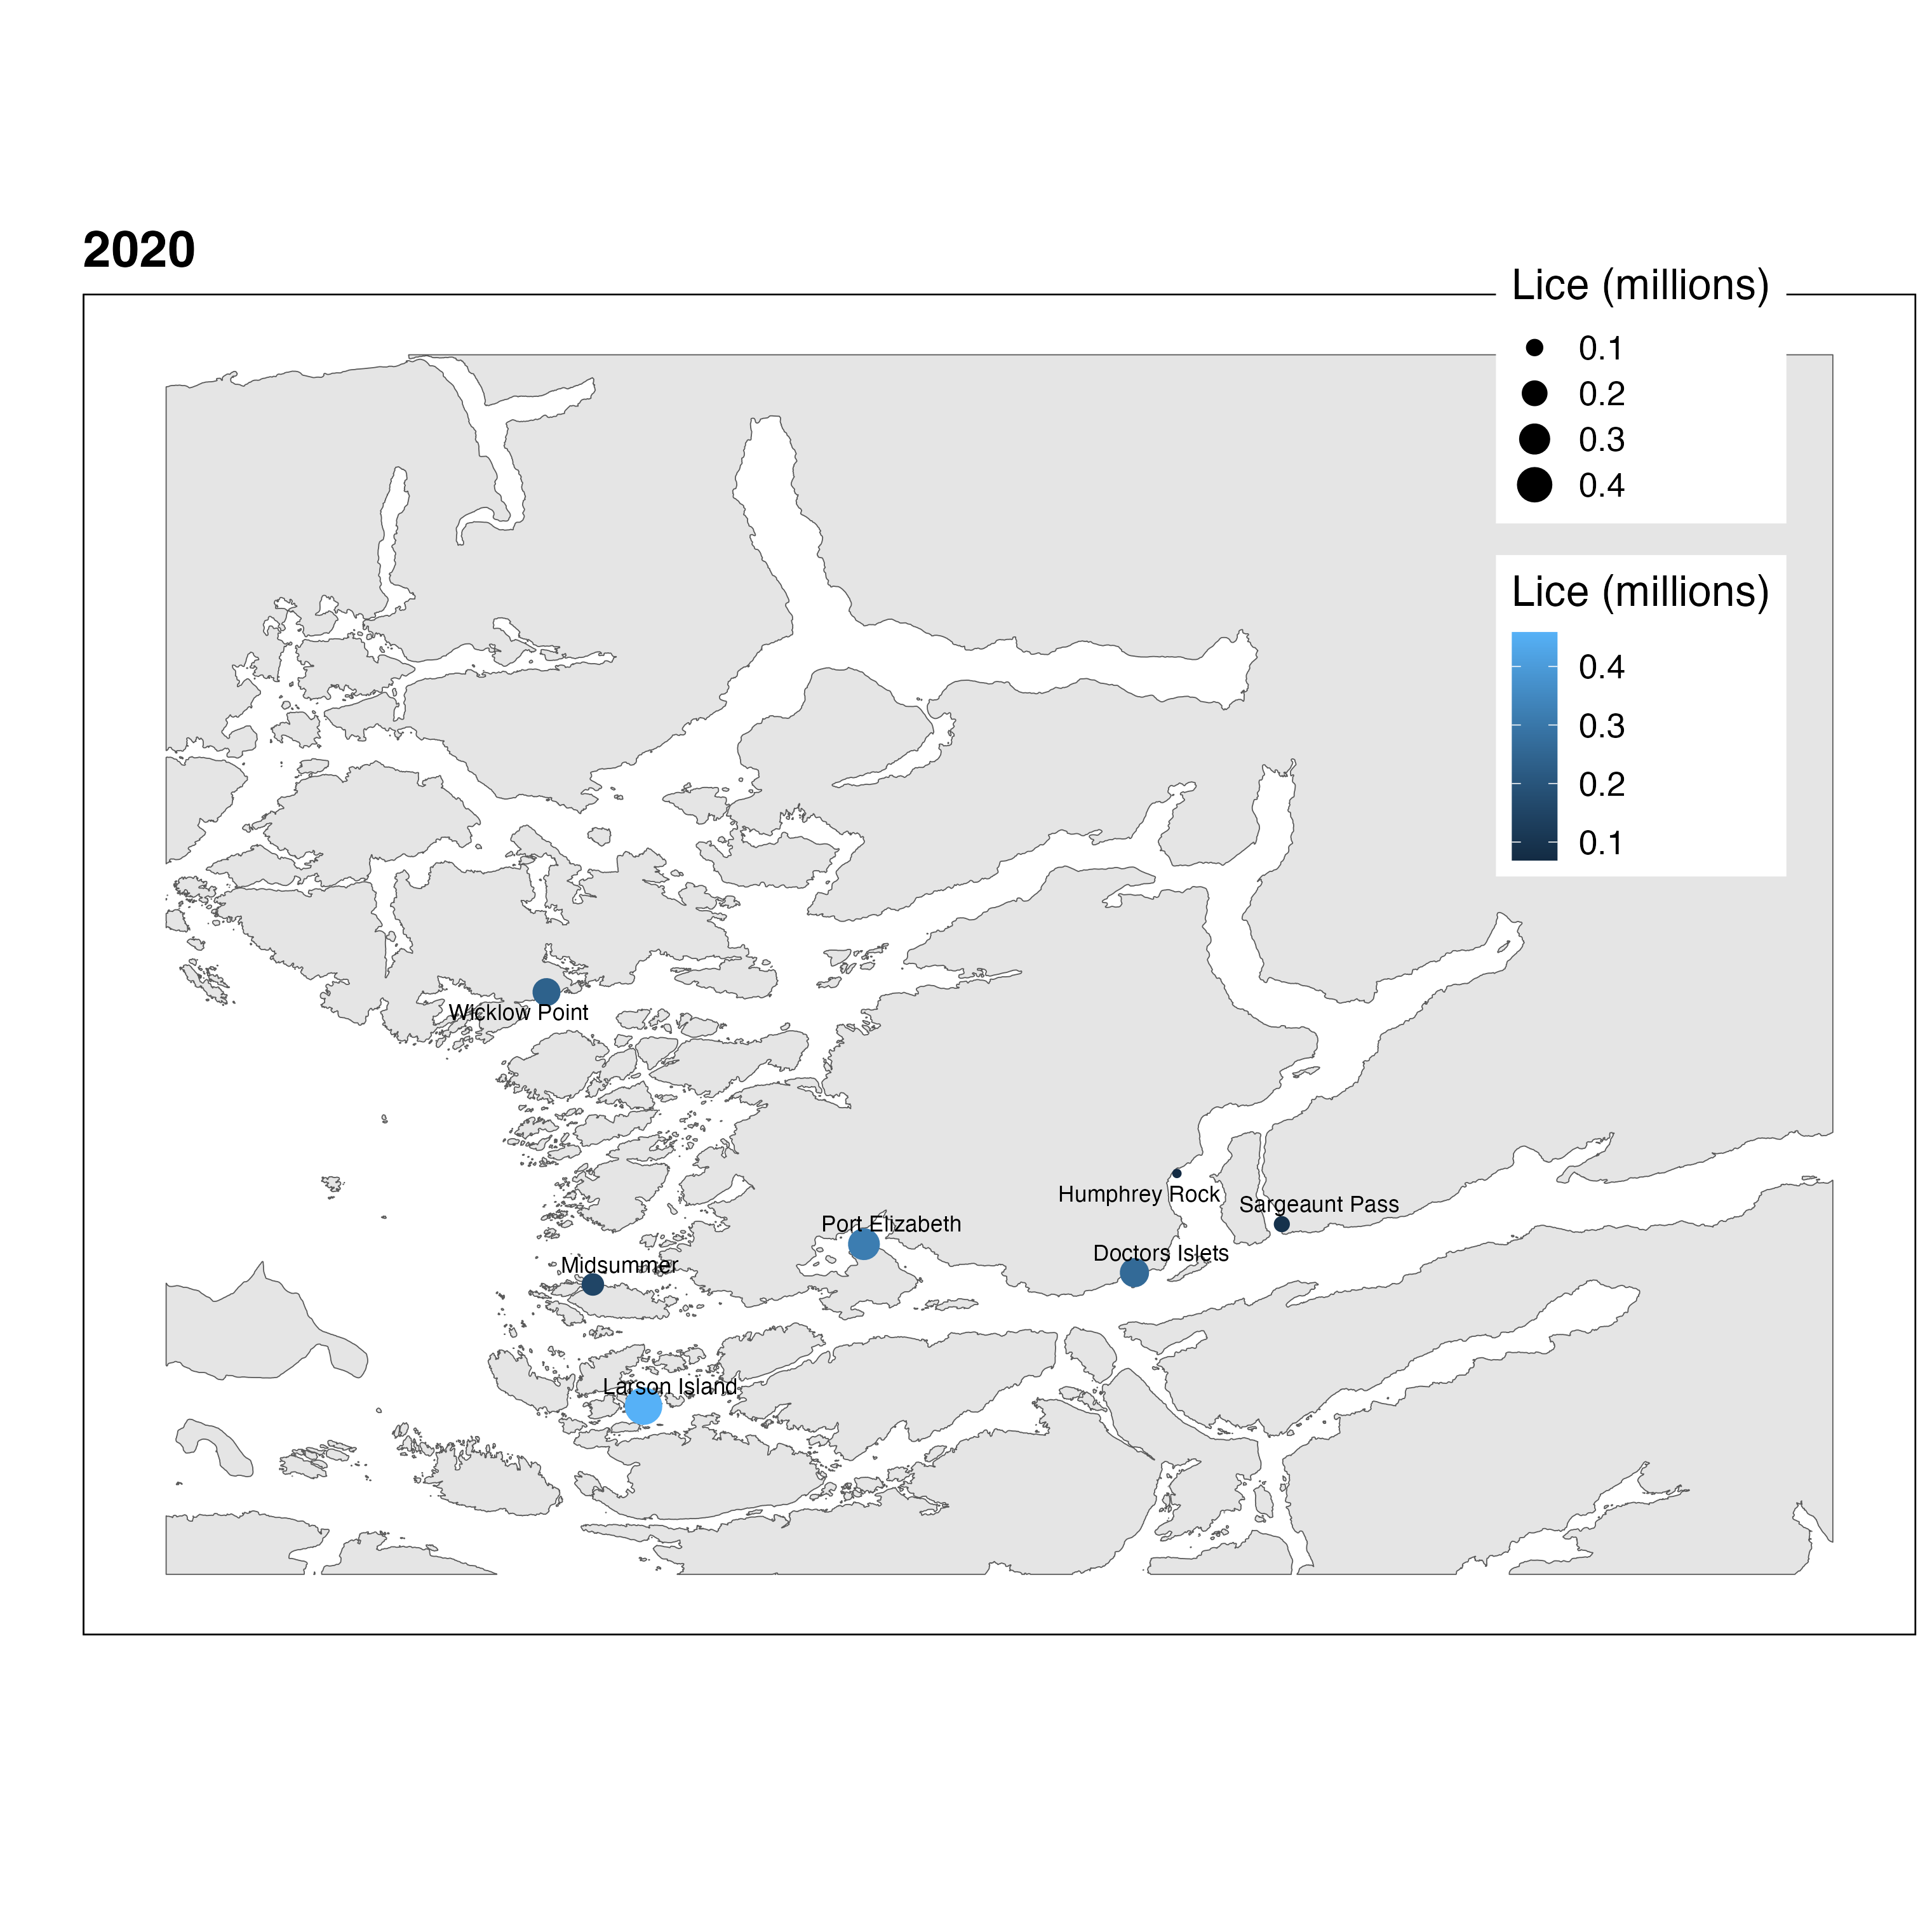 2020
Lice (millions)
0.1
0.2
0.3
0.4
Lice (millions)
0.4
0.3
0.2
0.1
Wicklow Point
Humphrey Rock
Sargeaunt Pass
Port Elizabeth
Doctors Islets
Midsummer
Larson Island